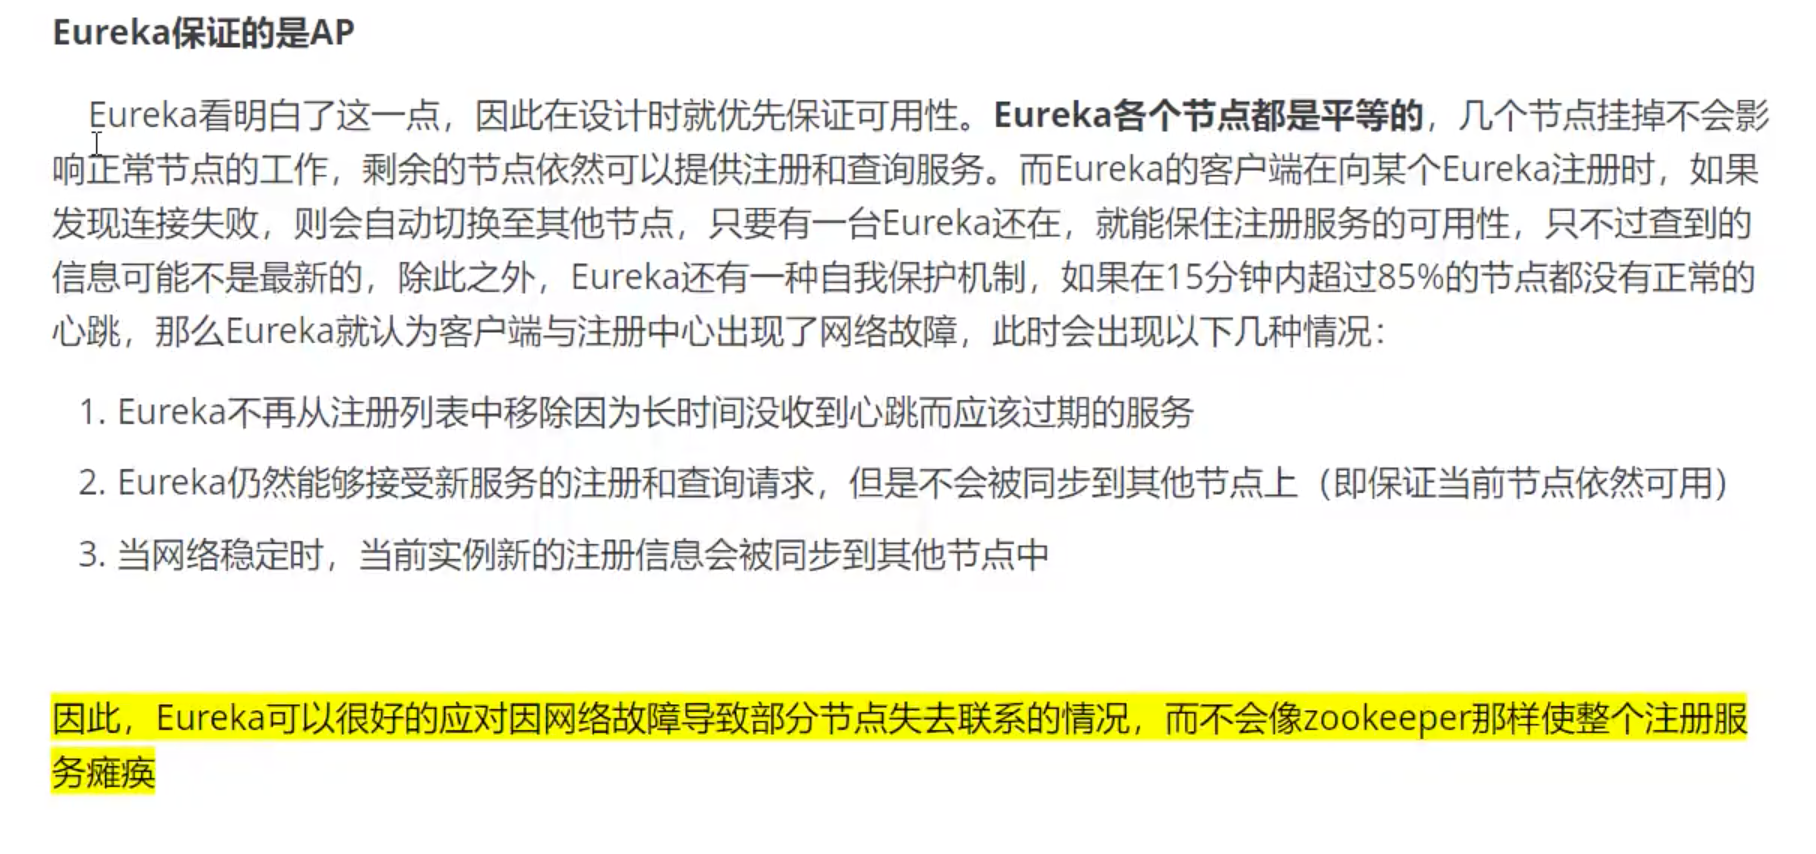 Eureka保证的是AP
Eureka看明白了这一点，因此在设计时就优先保证可用性。Eureka各个节点都是平等的，几个节点挂掉不会影
响正常节点的工作，剩余的节点依然可以提供注册和查询服务。而Eureka的客户端在向某个Eureka注册时，如果
发现连接失败，则会自动切换至其他节点，只要有一台Eureka还在，就能保住注册服务的可用性，只不过查到的
信息可能不是最新的，除此之外，Eureka还有一种自我保护机制，如果在15分钟内超过85%的节点都没有正常的
心跳，那么Eureka就认为客户端与注册中心出现了网络故障，此时会出现以下几种情况：
1. Eureka不再从注册列表中移除因为长时间没收到心跳而应该过期的服务
2. Eureka仍然能够接受新服务的注册和查询请求，但是不会被同步到其他节点上（即保证当前节点依然可用）
3. 当网络稳定时，当前实例新的注册信息会被同步到其他节点中
因此，Eureka可以很好的应对因网络故障导致部分节点失去联系的情况，而不会像zookeeper那样使整个注册服
务瘫痪